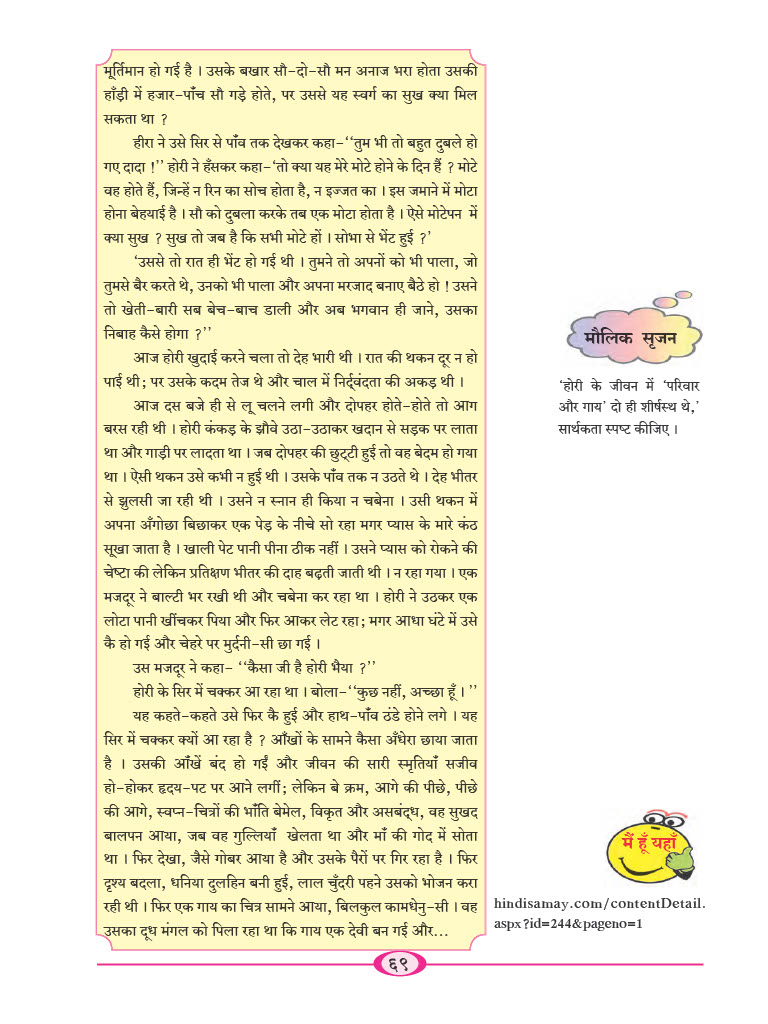 मूर्तिमान हो गई है । उसके बखार सौ-दो-सौ मन अनाज भरा होता उसकी
हाँड़ी में हजार-पाँच सौ गड़े होते, पर उससे यह स्वर्ग का सुख क्या मिल
सकता था ?
हीरा ने उसे सिर से पाँव तक देखकर कहा-‘‘तुम भी तो बहुत दुबले हो
गए दादा !’’ होरी ने हँसकर कहा-‘तो क्या यह मेरे मोटे होने के दिन हैं ? मोटे
वह होते हैं, जिन्हें न रिन का सोच होता है, न इज्जत का । इस जमाने में मोटा
होना बेहयाई है । सौ को दुबला करके तब एक मोटा होता है । ऐसे मोटेपन में
क्या सुख ? सुख तो जब है कि सभी मोटे हों । सोभा से भेंट हुई ?’
‘उससे तो रात ही भेंट हो गई थी । तुमने तो अपनों को भी पाला, जो
तुमसे बैर करते थे, उनको भी पाला और अपना मरजाद बनाए बैठे हो ! उसने
तो खेती-बारी सब बेच-बाच डाली और अब भगवान ही जाने, उसका
निबाह कैसे होगा ?’’
आज होरी खुदाई करने चला तो देह भारी थी । रात की थकन दूर न हो
पाई थी; पर उसके कदम तेज थे और चाल में निर्द्वंदता की अकड़ थी ।
आज दस बजे ही से लू चलने लगी और दोपहर होते-होते तो आग
बरस रही थी । होरी कंकड़ के झौवे उठा-उठाकर खदान से सड़क पर लाता
था और गाड़ी पर लादता था । जब दोपहर की छुट्टी हुई तो वह बेदम हो गया
था । ऐसी थकन उसे कभी न हुई थी । उसके पाँव तक न उठते थे । देह भीतर
से झुलसी जा रही थी । उसने न स्नान ही किया न चबेना । उसी थकन में
अपना अँगोछा बिछाकर एक पेड़ के नीचे सो रहा मगर प्यास के मारे कंठ
सूखा जाता है । खाली पेट पानी पीना ठीक नहीं । उसने प्यास को रोकने की
चेष्टा की लेकिन प्रतिक्षण भीतर की दाह बढ़ती जाती थी । न रहा गया । एक
मजदूर ने बाल्टी भर रखी थी और चबेना कर रहा था । होरी ने उठकर एक
लोटा पानी खींचकर पिया और फिर आकर लेट रहा; मगर आधा घंटे में उसे
कै हो गई और चेहरे पर मुर्दनी-सी छा गई ।
उस मजदूर ने कहा- ‘‘कैसा जी है होरी भैया ?’’
होरी के सिर में चक्कर आ रहा था । बोला-‘‘कुछ नहीं, अच्छा हूँ । ’’
यह कहते-कहते उसे फिर कै हुई और हाथ-पाँव ठंडे होने लगे । यह
सिर में चक्कर क्यों आ रहा है ? आँखों के सामने कैसा अँधेरा छाया जाता
है । उसकी आँखें बंद हो गईं और जीवन की सारी स्मृतियाँ सजीव
हो-होकर हृदय-पट पर आने लगीं; लेकिन बे क्रम, आगे की पीछे, पीछे
की आगे, स्वप्न-चित्रों की भाँति बेमेल, विकृत और असबंद्ध, वह सुखद
बालपन आया, जब वह गुल्लियाँ खेलता था और माँ की गोद में सोता
था । फिर देखा, जैसे गोबर आया है और उसके पैरों पर गिर रहा है । फिर
दृश्य बदला, धनिया दुलहिन बनी हुई, लाल चुँदरी पहने उसको भोजन करा
रही थी । फिर एक गाय का चित्र सामने आया, बिलकुल कामधेनु-सी । वह
उसका दूध मंगल को पिला रहा था कि गाय एक देवी बन गई और...
मौलिक सृजन
‘होरी के जीवन में ‘परिवार
और गाय’ दो ही शीर्षस्थ थे,’
सार्थकता स्पष्ट कीजिए ।
मैं हूँ यहाँ
hindisamay.com/contentDetail.
aspx?id=244&pageno=1
६९